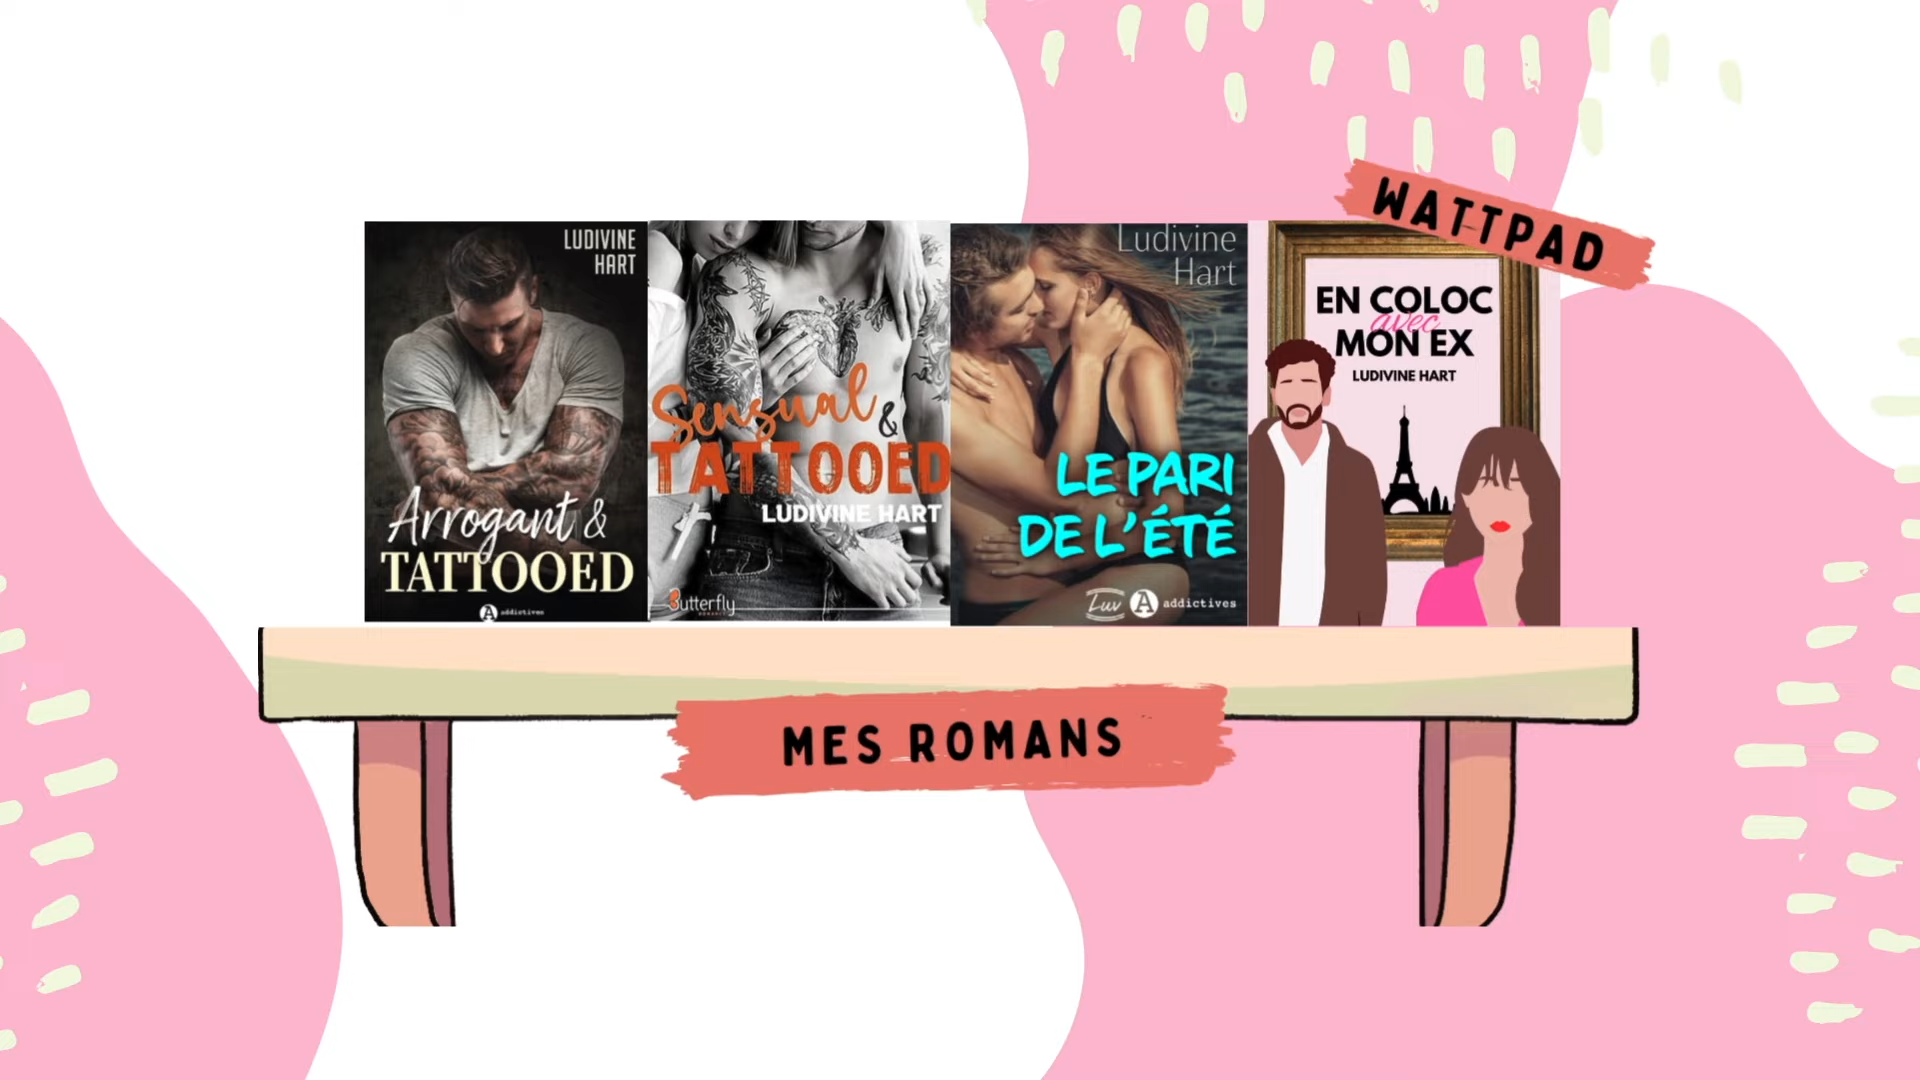 WATTPAD
LUDIVINE
HART
Arrogant &
TATTOOED
A addictives
Sensual &
TATTOOED
LUDIVINE HART
Butterfly
Ludivine
Hart
LE PARI
DE L'ÉTÉ
Luv A addictives
EN COLOC
avec
MON EX
LUDIVINE HART
MES ROMANS